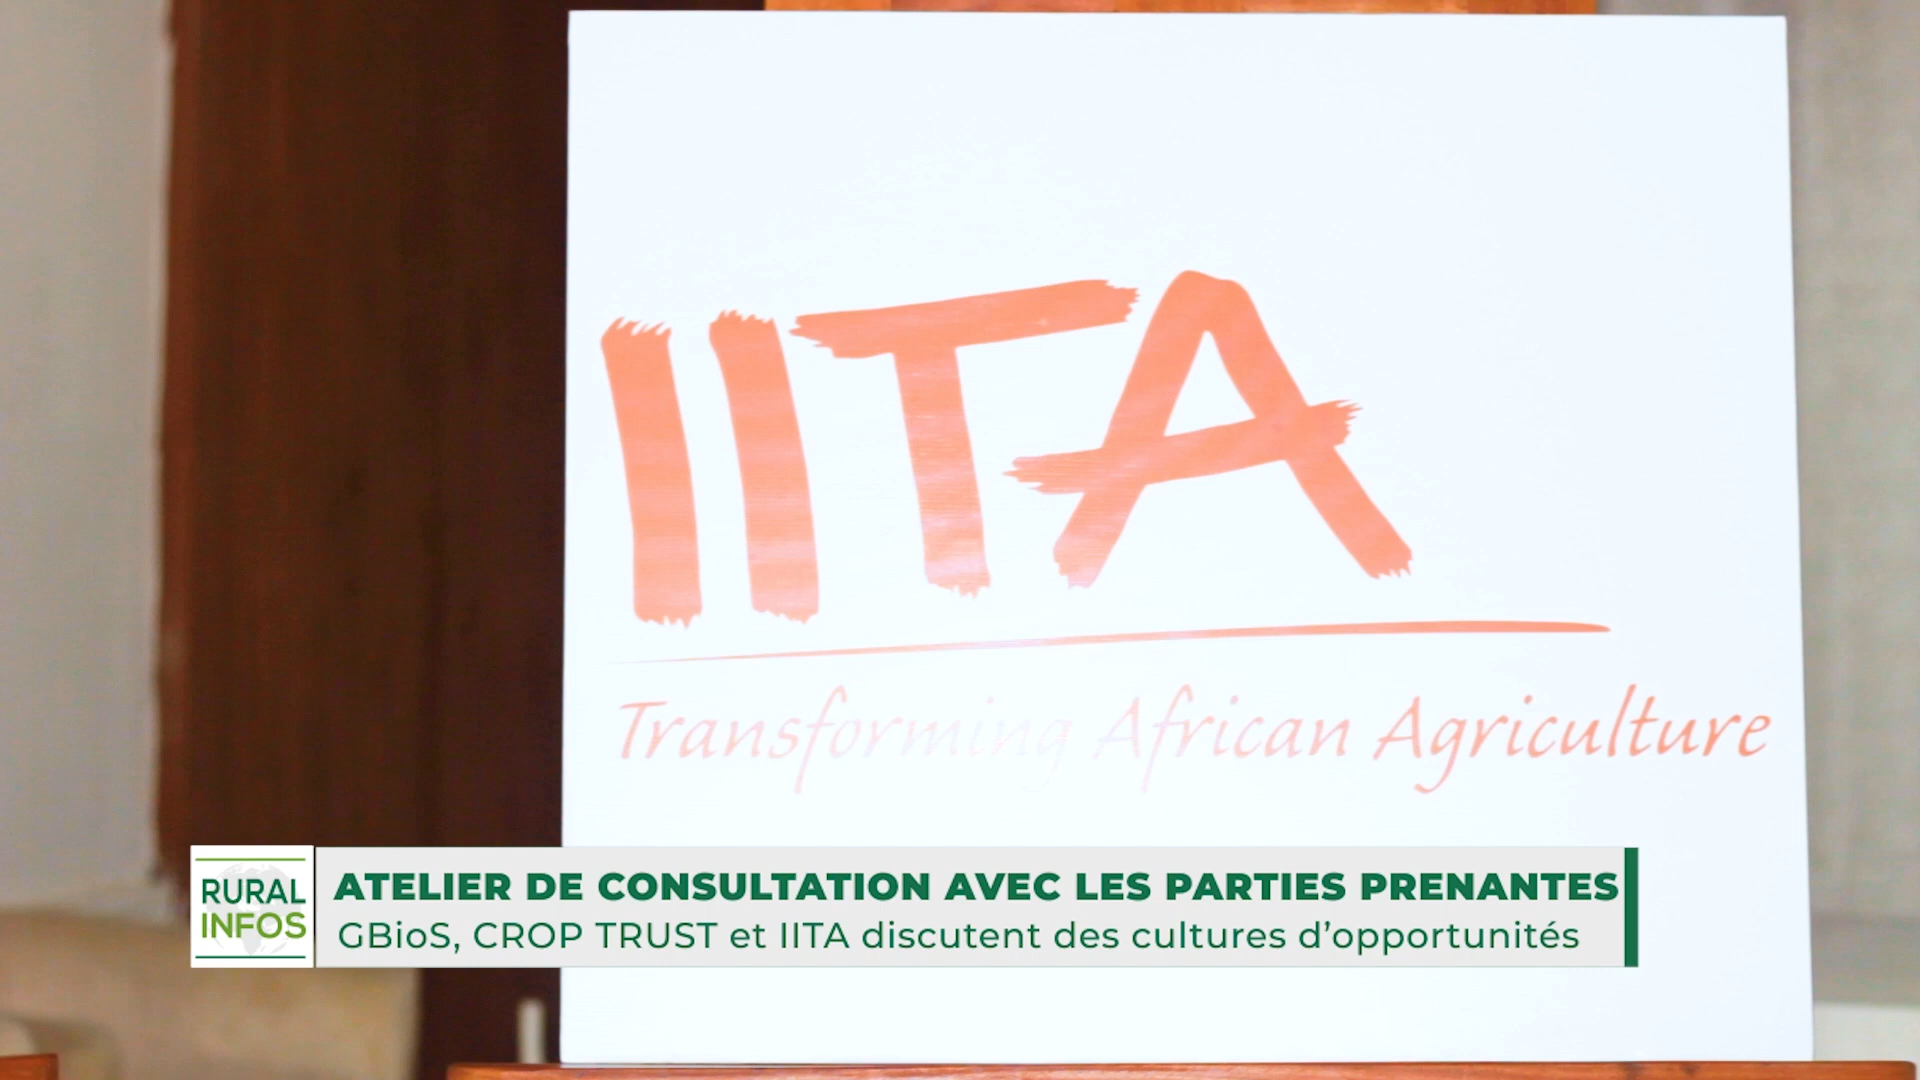 IITA
Transforming African Agriculture
RURAL
INFOS
ATELIER DE CONSULTATION AVEC LES PARTIES PRENANTES
GBioS, CROP TRUST et IITA discutent des cultures d’opportunités